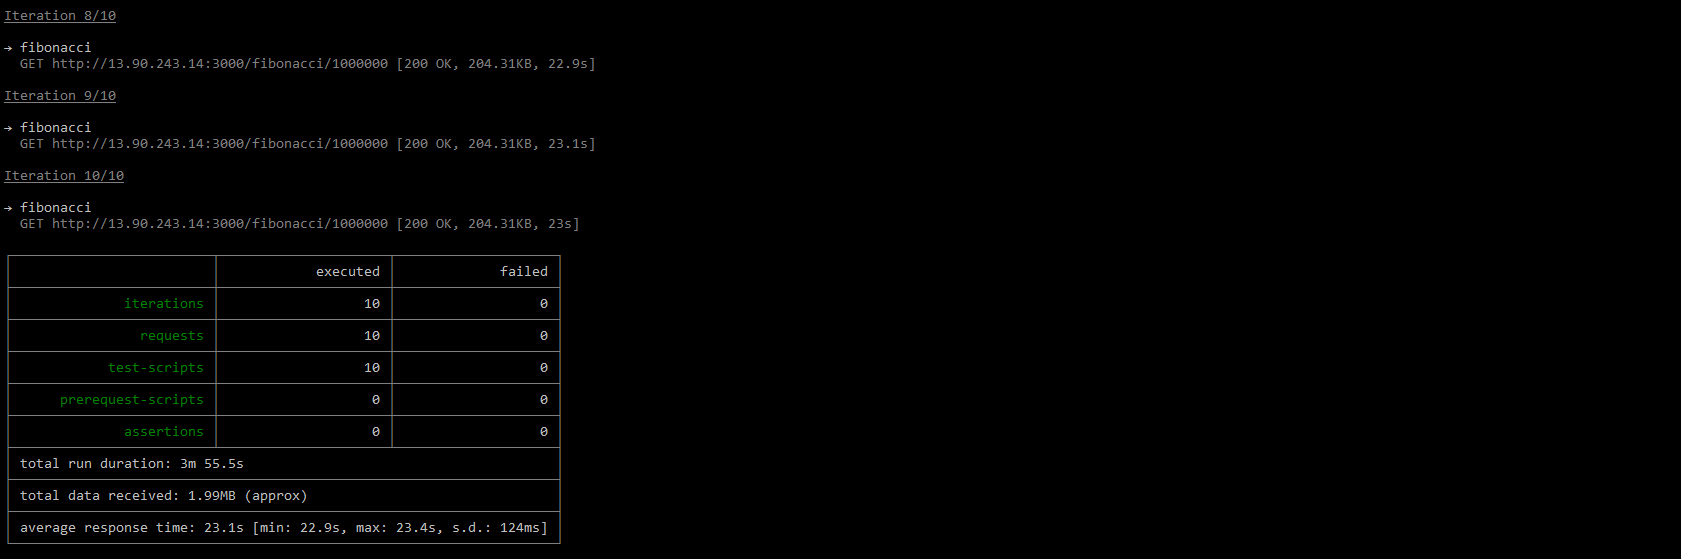 Iteration 8/10
→ fibonacci
GET http://13.90.243.14:3000/fibonacci/1000000 [200 OK, 204.31KB, 22.9s]
Iteration 9/10
→ fibonacci
GET http://13.90.243.14:3000/fibonacci/1000000 [200 OK, 204.31KB, 23.1s]
Iteration 10/10
→ fibonacci
GET http://13.90.243.14:3000/fibonacci/1000000 [200 OK, 204.31KB, 23s]
executed failed
iterations 10 0
requests 10 0
test-scripts 10 0
prerequest-scripts 0 0
assertions 0 0
total run duration: 3m 55.5s
total data received: 1.99MB (approx)
average response time: 23.1s [min: 22.9s, max: 23.4s, s.d.: 124ms]